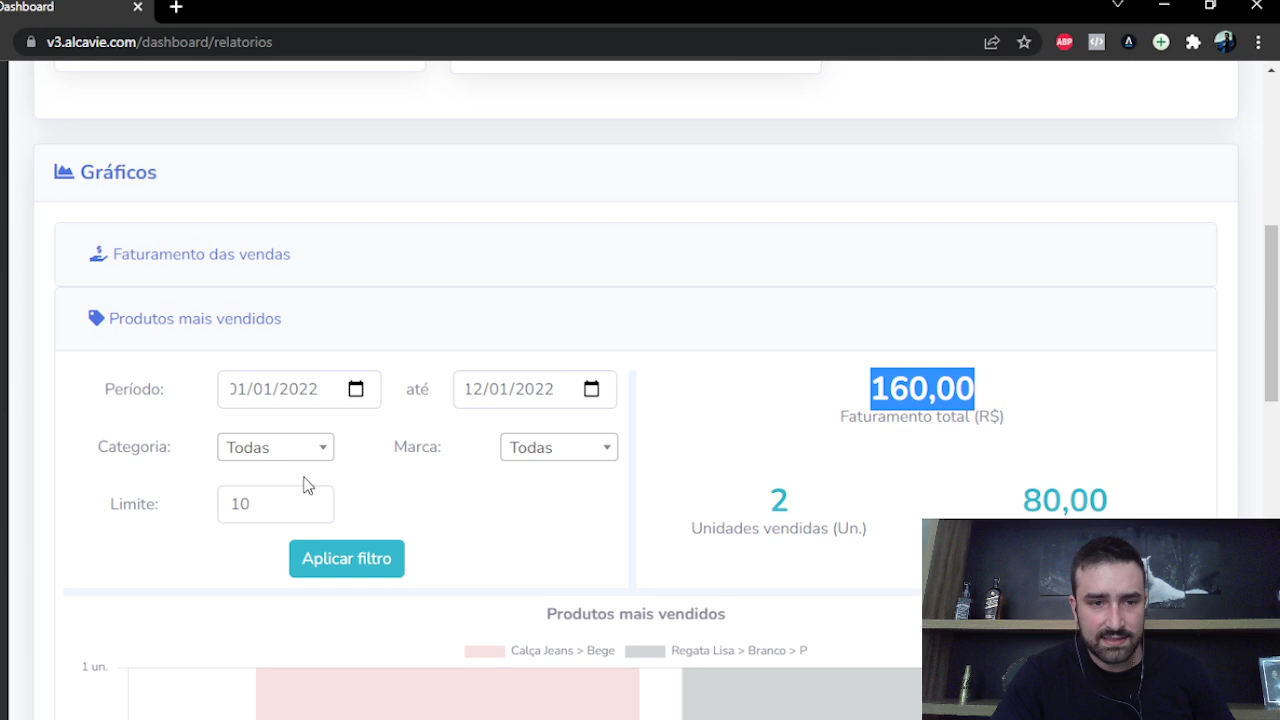 Dashboard
v3.alcavie.com/dashboard/relatorios
ABP
Gráficos
Faturamento das vendas
Produtos mais vendidos
Período: 01/01/2022 até 12/01/2022
Categoria: Todas Marca: Todas
Limite: 10
Aplicar filtro
160,00
Faturamento total (R$)
2 80,00
Unidades vendidas (Un.)
Produtos mais vendidos
Calça Jeans > Bege Regata Lisa > Branco > P
1 un.